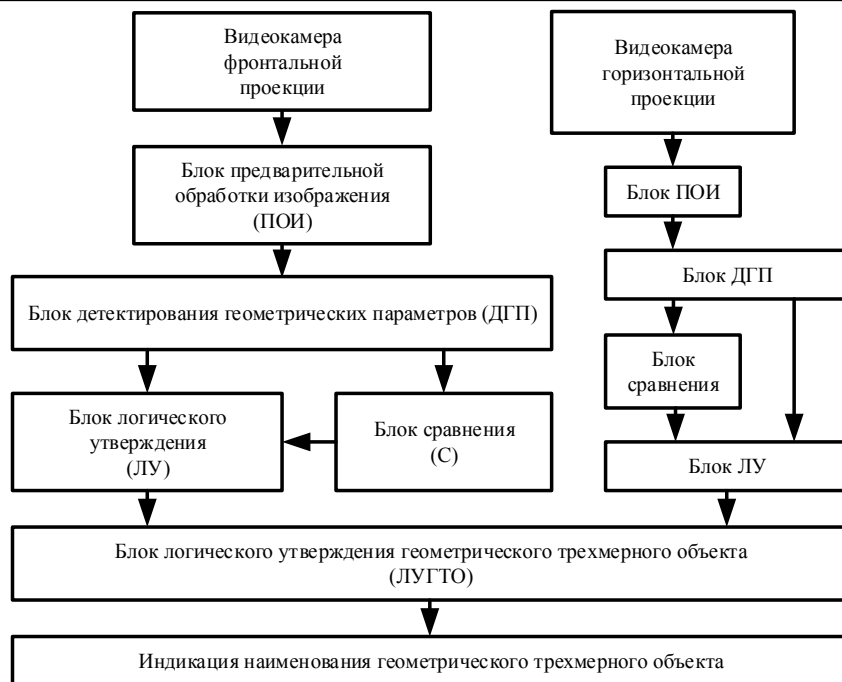 Видеокамера
фронтальной
проекции
Видеокамера
горизонтальной
проекции
Блок предварительной
обработки изображения
(ПОИ)
Блок ПОИ
Блок ДГП
Блок детектирования геометрических параметров (ДГП)
Блок
сравнения
Блок логического
утверждения
(ЛУ)
Блок сравнения
(С)
Блок ЛУ
Блок логического утверждения геометрического трехмерного объекта
(ЛУГТО)
Индикация наименования геометрического трехмерного объекта